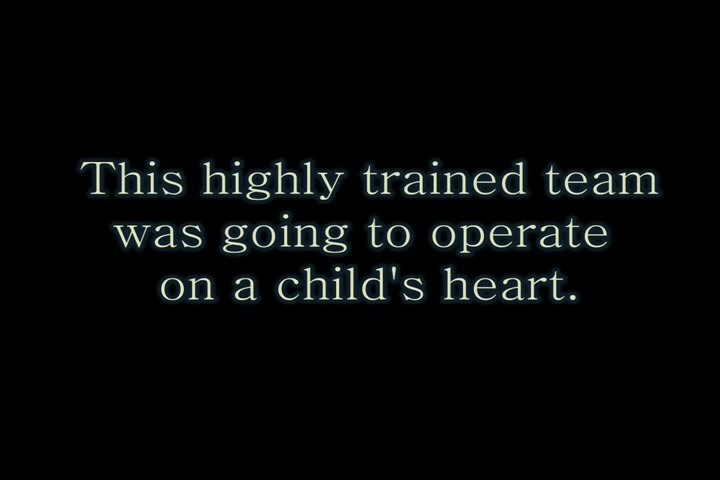 This highly trained team
was going to operate
on a child's heart.